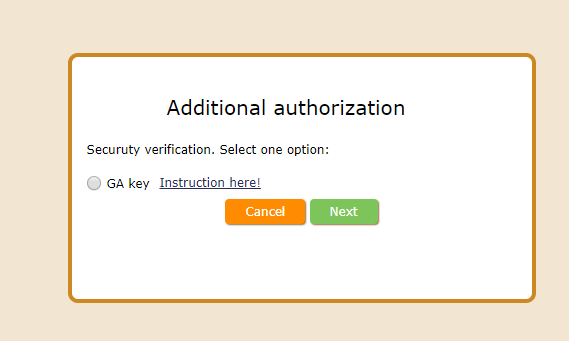 Additional authorization
Securuty verification. Select one option:
GA key Instruction here!
Cancel Next